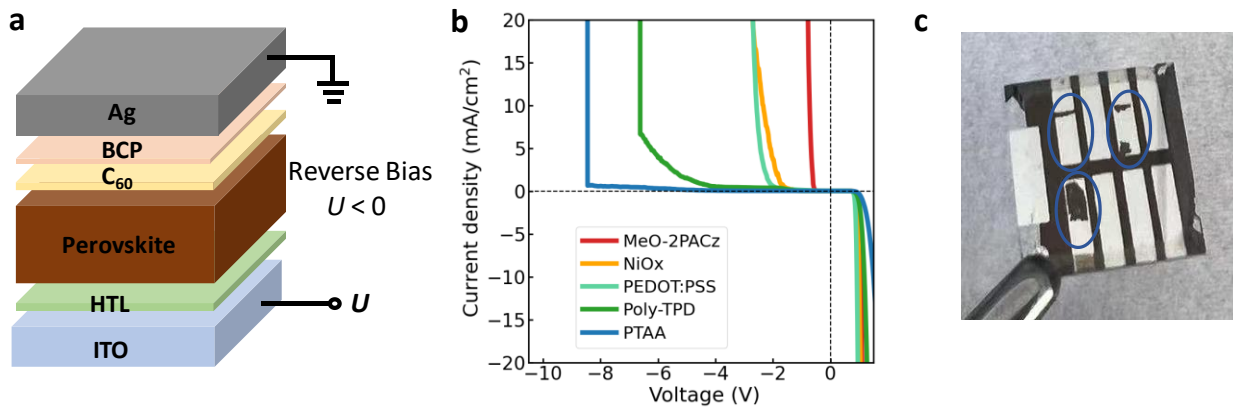 a
Ag
BCP
C₆₀
Perovskite
HTL
ITO
Reverse Bias
U < 0
U
b
Current density (mA/cm²)
20
15
10
5
0
−5
−10
−15
−20
MeO-2PACz
NiOx
PEDOT:PSS
Poly-TPD
PTAA
−10
−8
−6
−4
−2
0
Voltage (V)
c